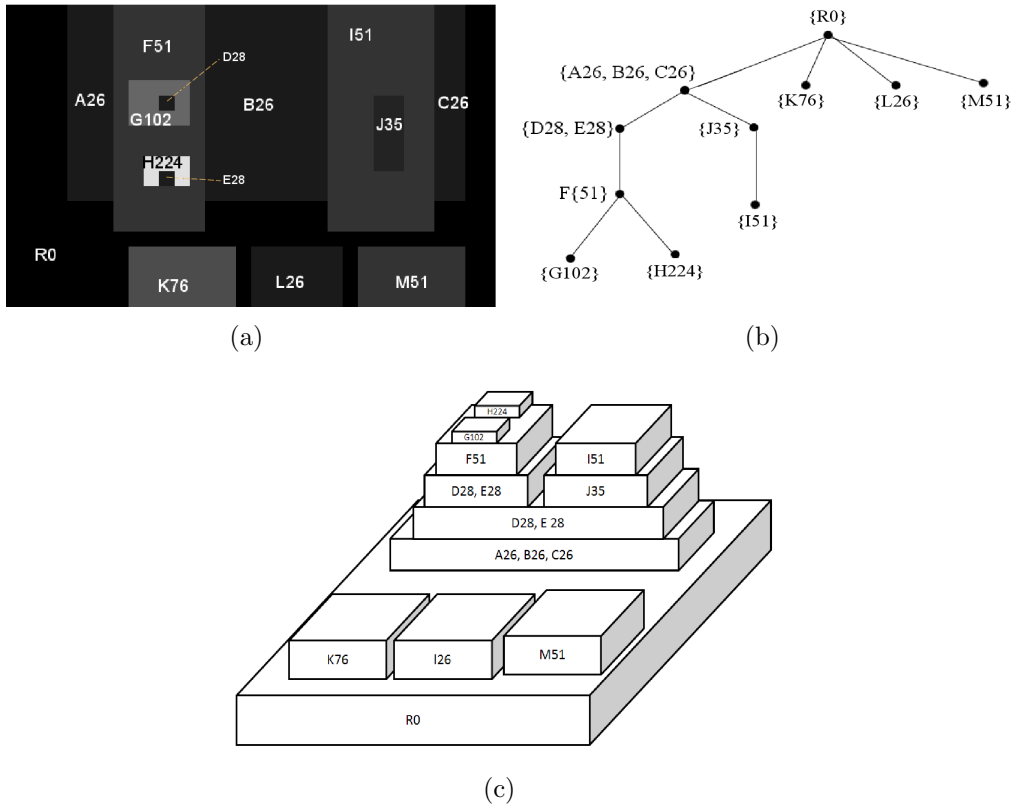 F51
I51
D28
A26
B26
C26
G102
J35
H224
E28
R0
K76
L26
M51
(a)
{R0}
{A26, B26, C26}
{K76}
{L26}
{M51}
{D28, E28}
{J35}
F{51}
{I51}
{G102}
{H224}
(b)
H224
G102
F51
I51
D28, E28
J35
D28, E 28
A26, B26, C26
K76
I26
M51
R0
(c)